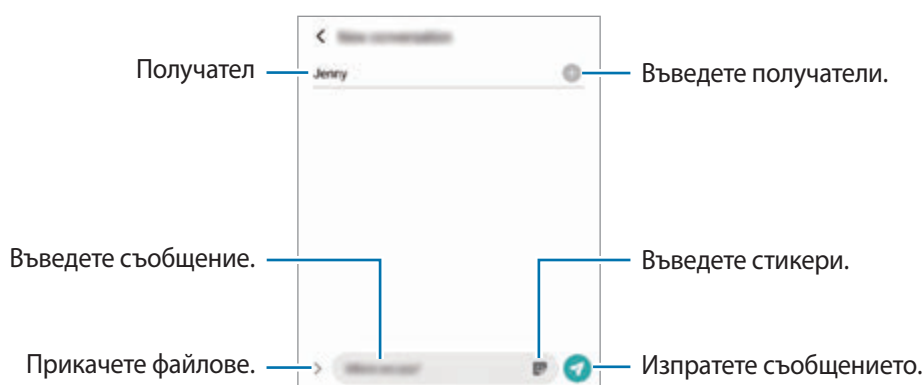 Получател
Jenny
Въведете получатели.
Въведете съобщение.
Въведете стикери.
Прикачете файлове.
Изпратете съобщението.